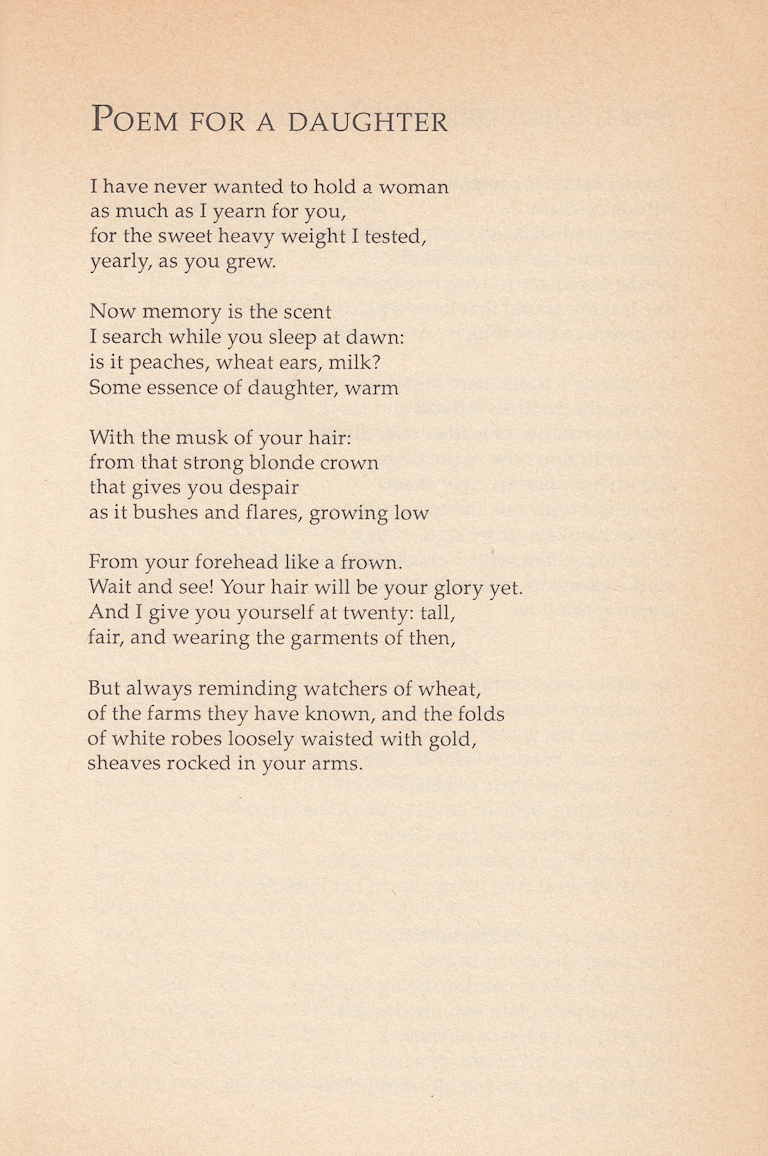 POEM FOR A DAUGHTER
I have never wanted to hold a woman
as much as I yearn for you,
for the sweet heavy weight I tested,
yearly, as you grew.
Now memory is the scent
I search while you sleep at dawn:
is it peaches, wheat ears, milk?
Some essence of daughter, warm
With the musk of your hair:
from that strong blonde crown
that gives you despair
as it bushes and flares, growing low
From your forehead like a frown.
Wait and see! Your hair will be your glory yet.
And I give you yourself at twenty: tall,
fair, and wearing the garments of then,
But always reminding watchers of wheat,
of the farms they have known, and the folds
of white robes loosely waisted with gold,
sheaves rocked in your arms.